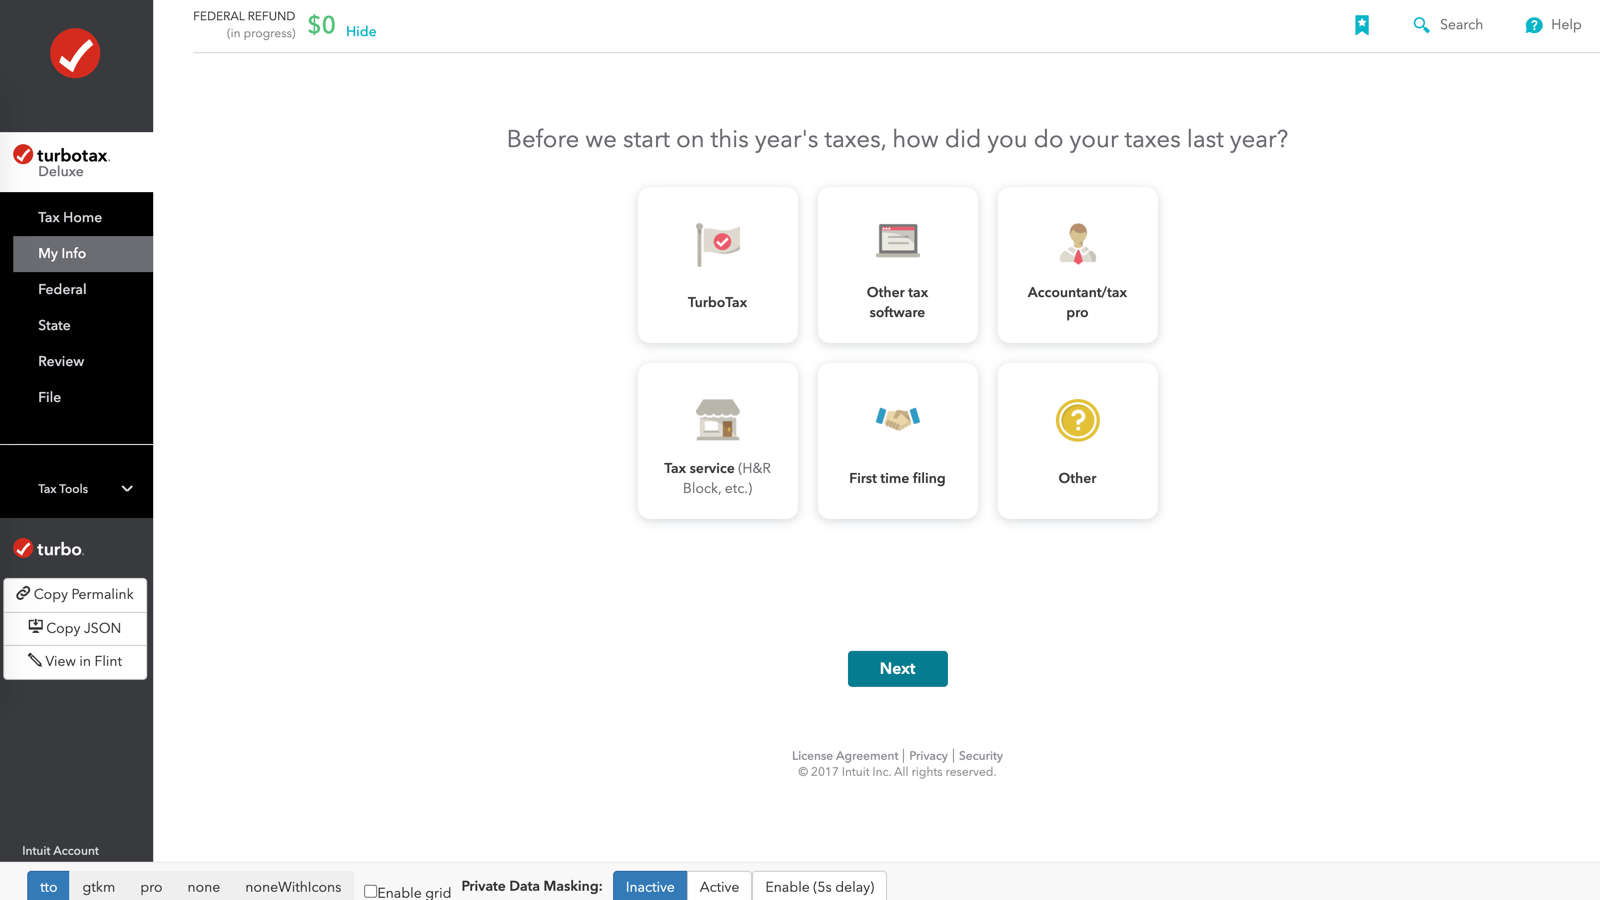 FEDERAL REFUND
(in progress)
$0
Hide
Search
Help
turbotax.
Deluxe
Tax Home
My Info
Federal
State
Review
File
Tax Tools
turbo.
Copy Permalink
Copy JSON
View in Flint
Intuit Account
Before we start on this year's taxes, how did you do your taxes last year?
TurboTax
Other tax
software
Accountant/tax
pro
Tax service (H&R
Block, etc.)
First time filing
?
Other
Next
License Agreement | Privacy | Security
© 2017 Intuit Inc. All rights reserved.
tto
gtkm
pro
none
noneWithIcons
Enable grid
Private Data Masking:
Inactive
Active
Enable (5s delay)